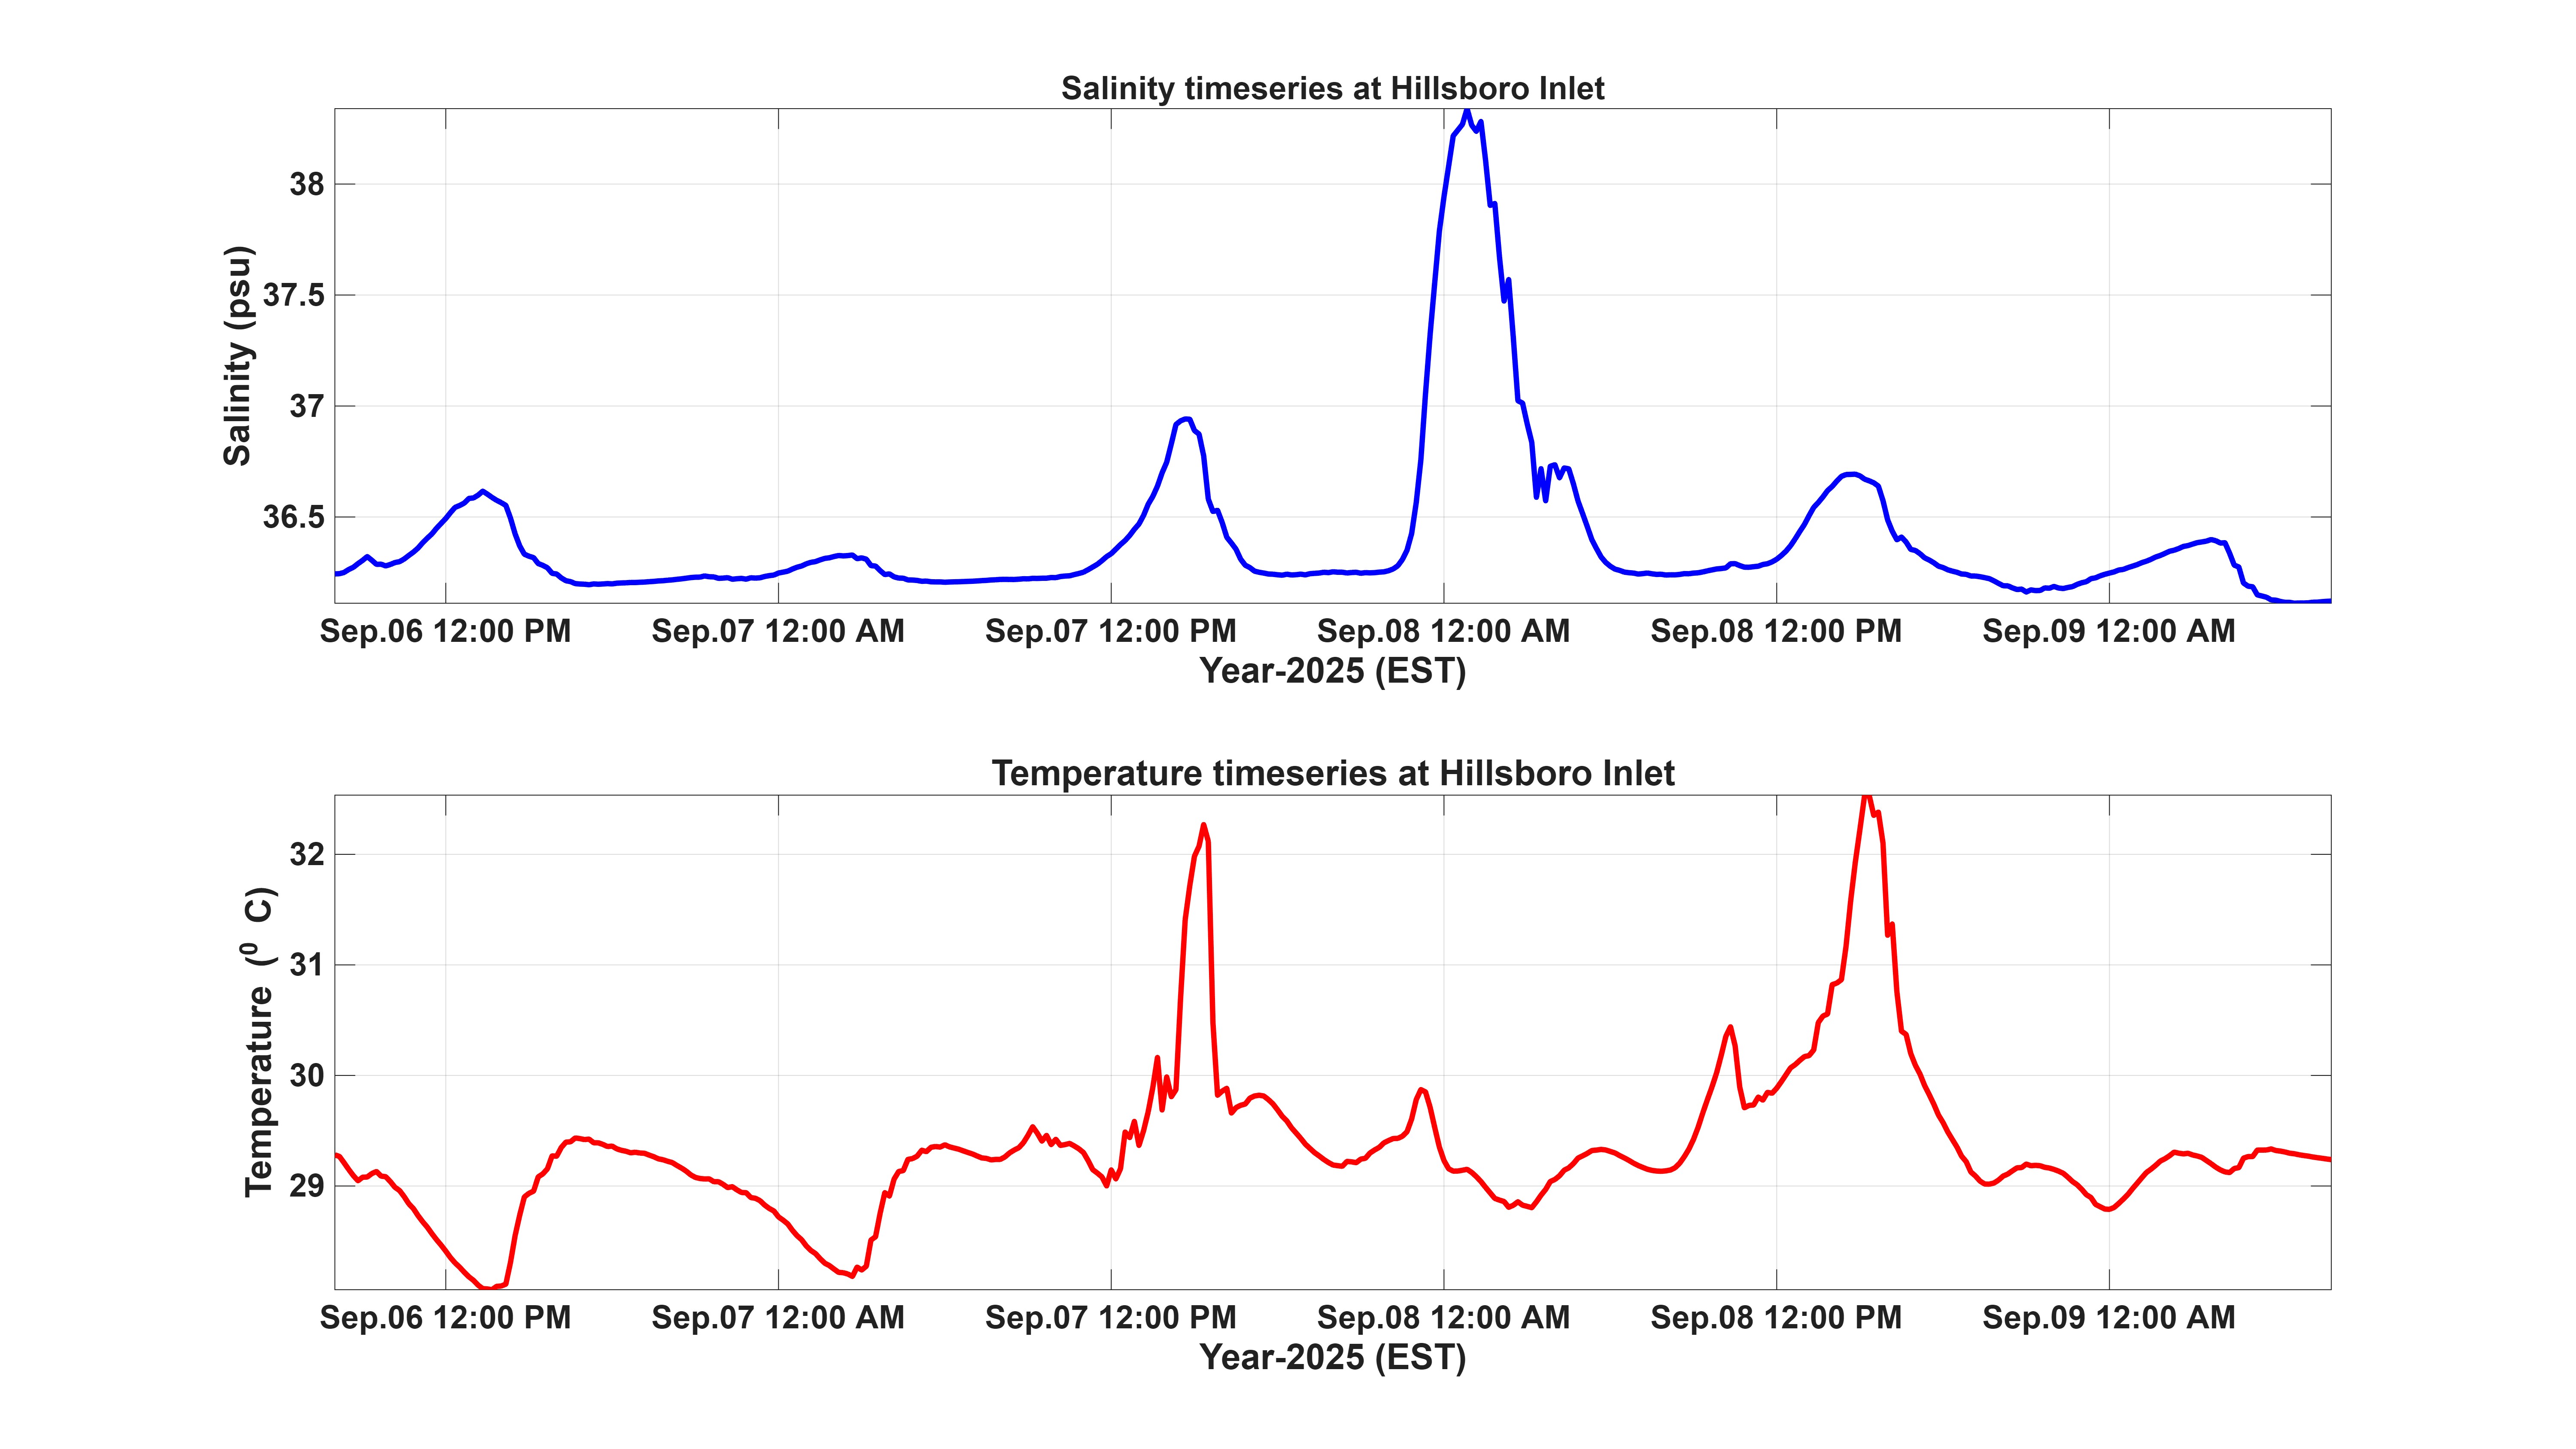 Salinity timeseries at Hillsboro Inlet
Salinity (psu)
38
37.5
37
36.5
Sep.06 12:00 PM Sep.07 12:00 AM Sep.07 12:00 PM Sep.08 12:00 AM Sep.08 12:00 PM Sep.09 12:00 AM
Year-2025 (EST)
Temperature timeseries at Hillsboro Inlet
Temperature (⁰ C)
32
31
30
29
Sep.06 12:00 PM Sep.07 12:00 AM Sep.07 12:00 PM Sep.08 12:00 AM Sep.08 12:00 PM Sep.09 12:00 AM
Year-2025 (EST)